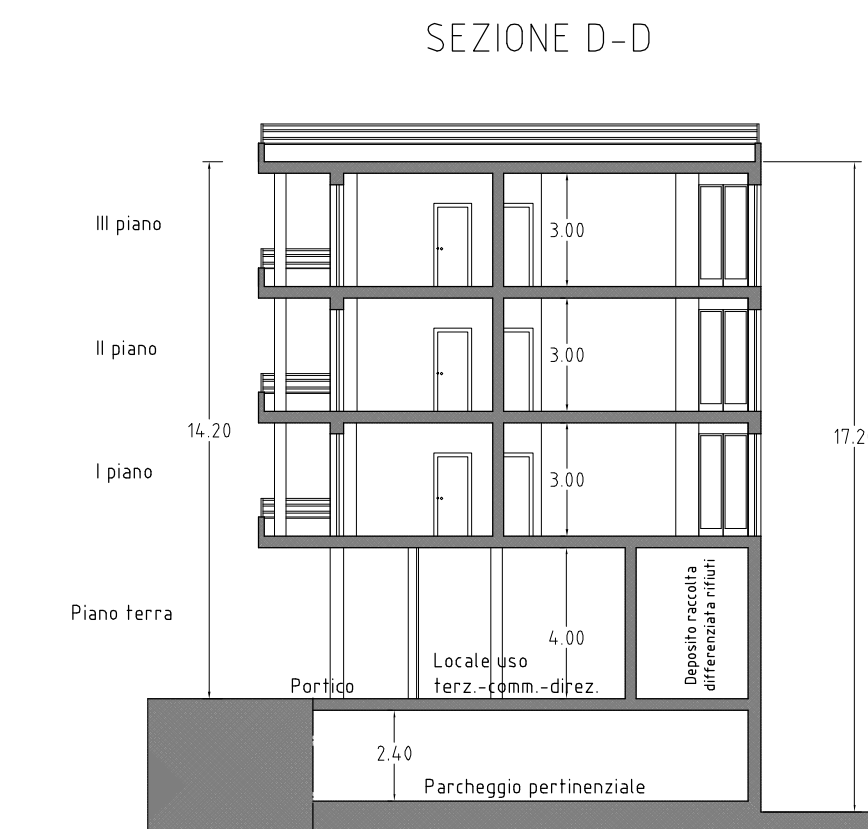 SEZIONE D-D
III piano
3.00
II piano
3.00
14.20
17.2
I piano
3.00
Piano terra
Deposito raccolta
differenziata rifiuti
4.00
Locale uso
terz.-comm.-direz.
Portico
2.40
Parcheggio pertinenziale